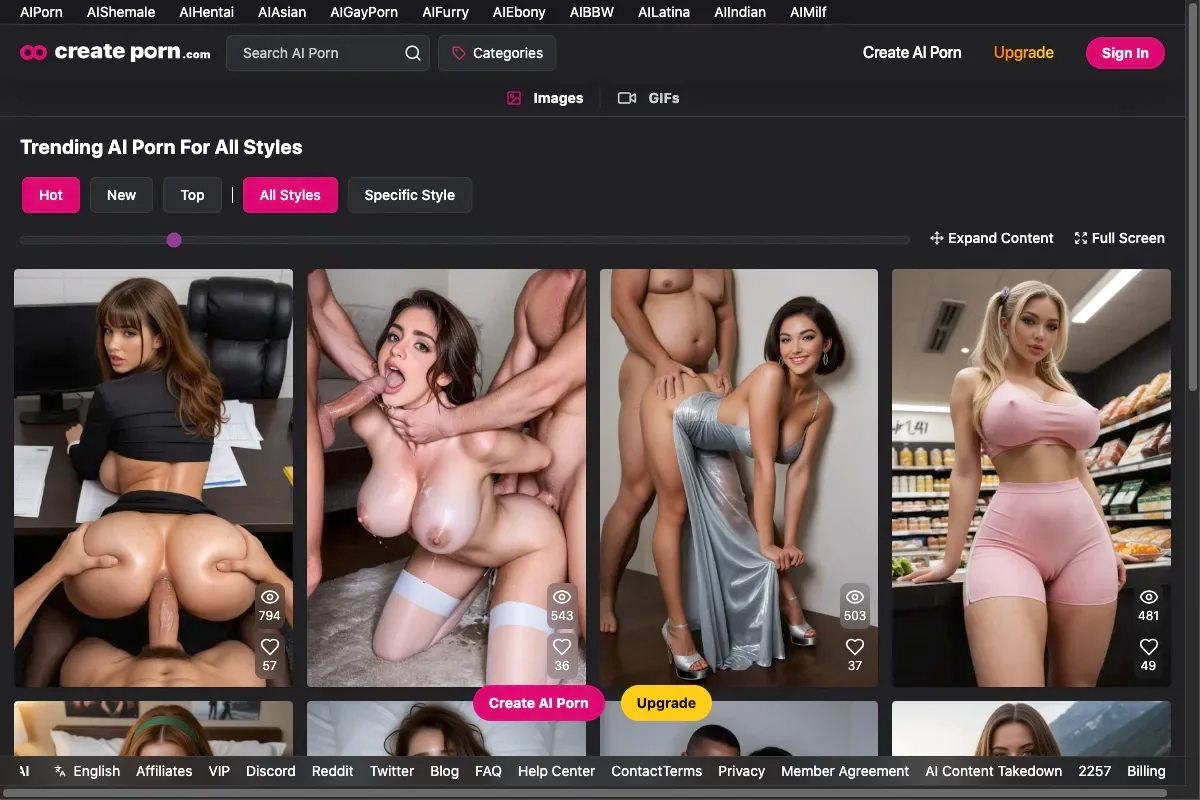 AIPorn AIShemale AIHentai AIAsian AIGayPorn AIFurry AIEbony AIBBW AILatina AIIndian AIMilf
create porn.com Search AI Porn Categories Create AI Porn Upgrade Sign In
Images GIFs
Trending AI Porn For All Styles
Hot New Top All Styles Specific Style
Expand Content Full Screen
794 543 503 481
57 36 37 49
Create AI Porn Upgrade
AI English Affiliates VIP Discord Reddit Twitter Blog FAQ Help Center ContactTerms Privacy Member Agreement AI Content Takedown 2257 Billing